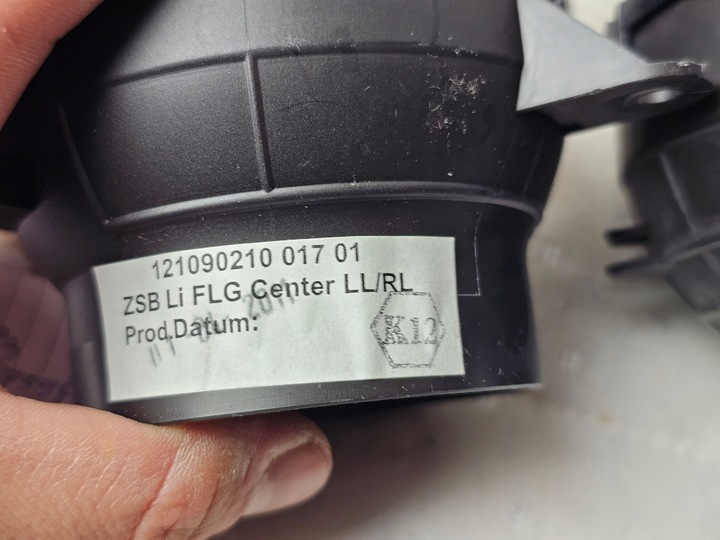 121090210 017 01
ZSB Li FLG Center LL/RL
Prod.Datum:
K12